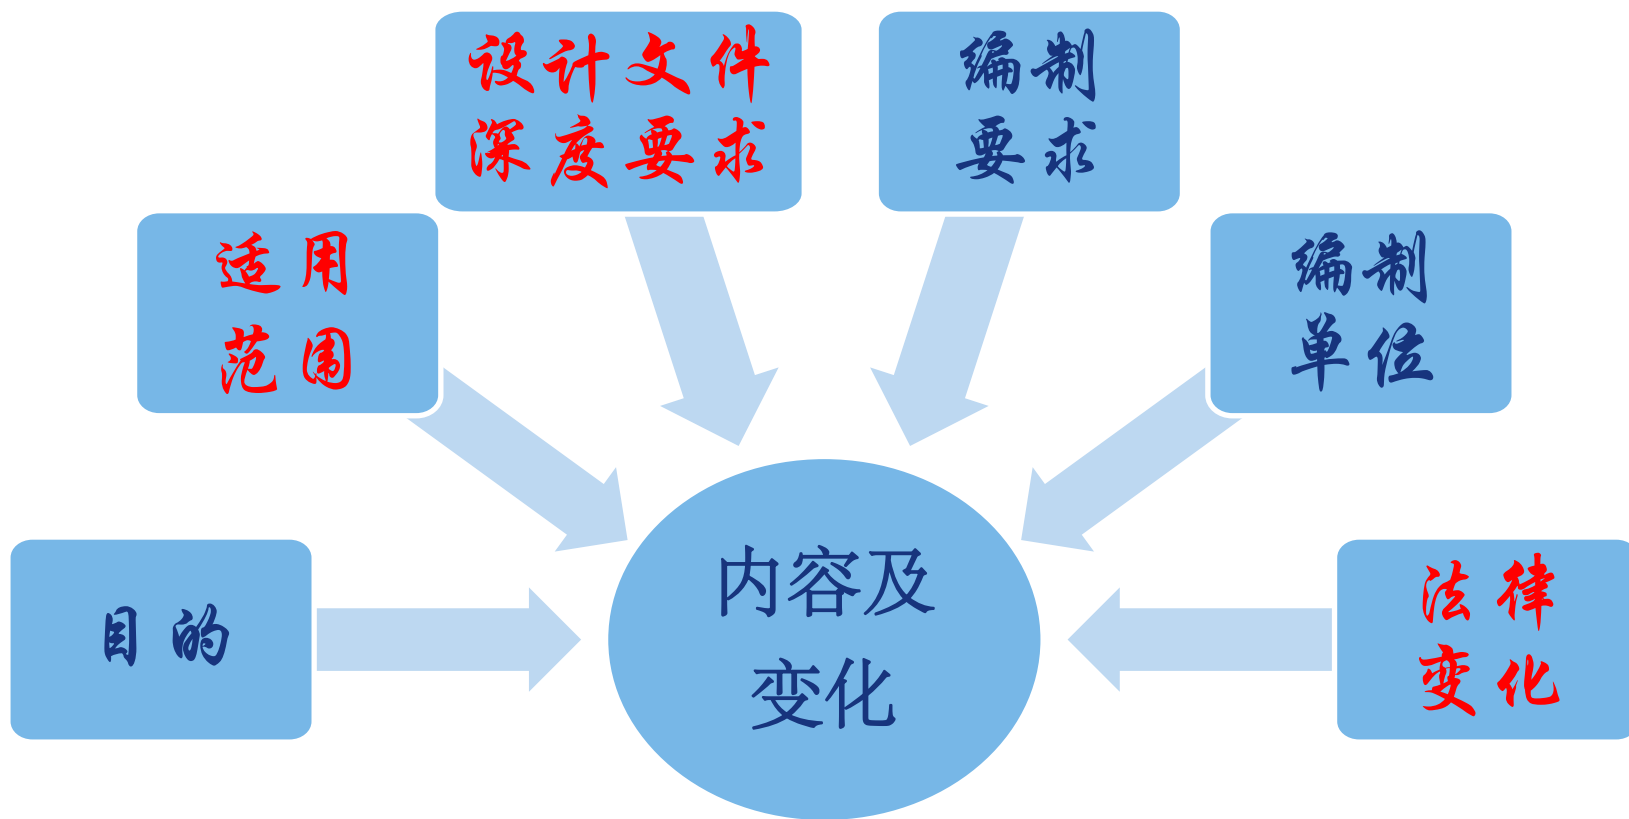 设计文件
深度要求
编制
要求
适用
范围
编制
单位
目的
内容及
变化
法律
变化